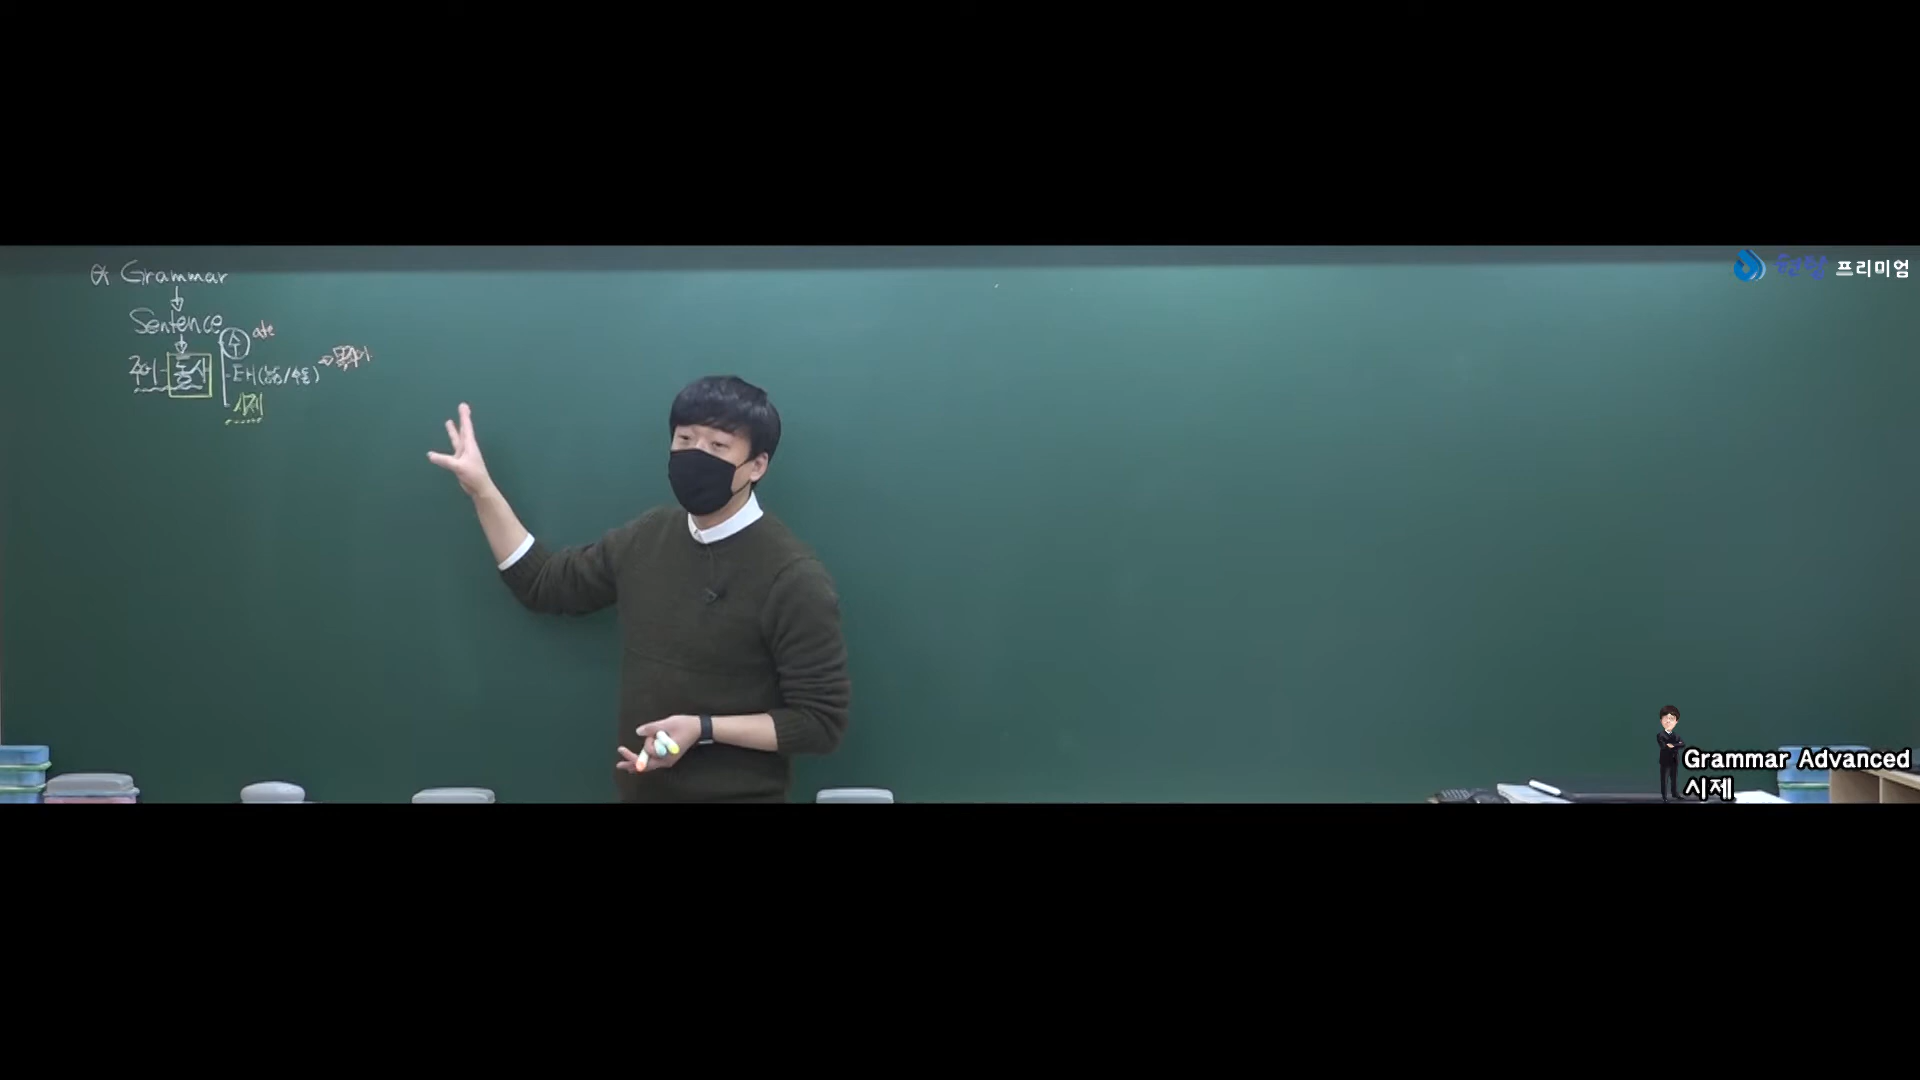 Grammar
↓
Sentence
↓
주어 - 동사
수
- 태 (능동/수동)
- 시제
프리미엄
Grammar Advanced
시제